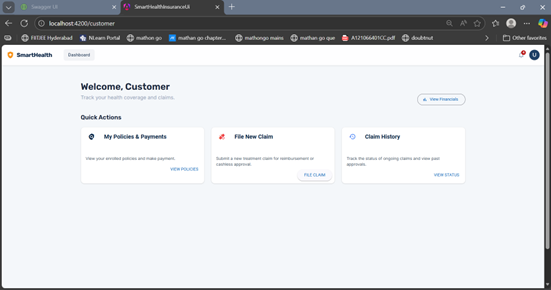 Swagger UI
SmartHealthInsuranceUi
localhost:4200/customer
FIITJEE Hyderabad
NLearn Portal
mathon go
mathan go chapter...
mathongo mains
mathan go que
A121066401CC.pdf
doubtnut
Other favorites
SmartHealth
Dashboard
U
Welcome, Customer
Track your health coverage and claims.
View Financials
Quick Actions
My Policies & Payments
View your enrolled policies and make payment.
VIEW POLICIES
File New Claim
Submit a new treatment claim for reimbursement or
cashless approval.
FILE CLAIM
Claim History
Track the status of ongoing claims and view past
approvals.
VIEW STATUS